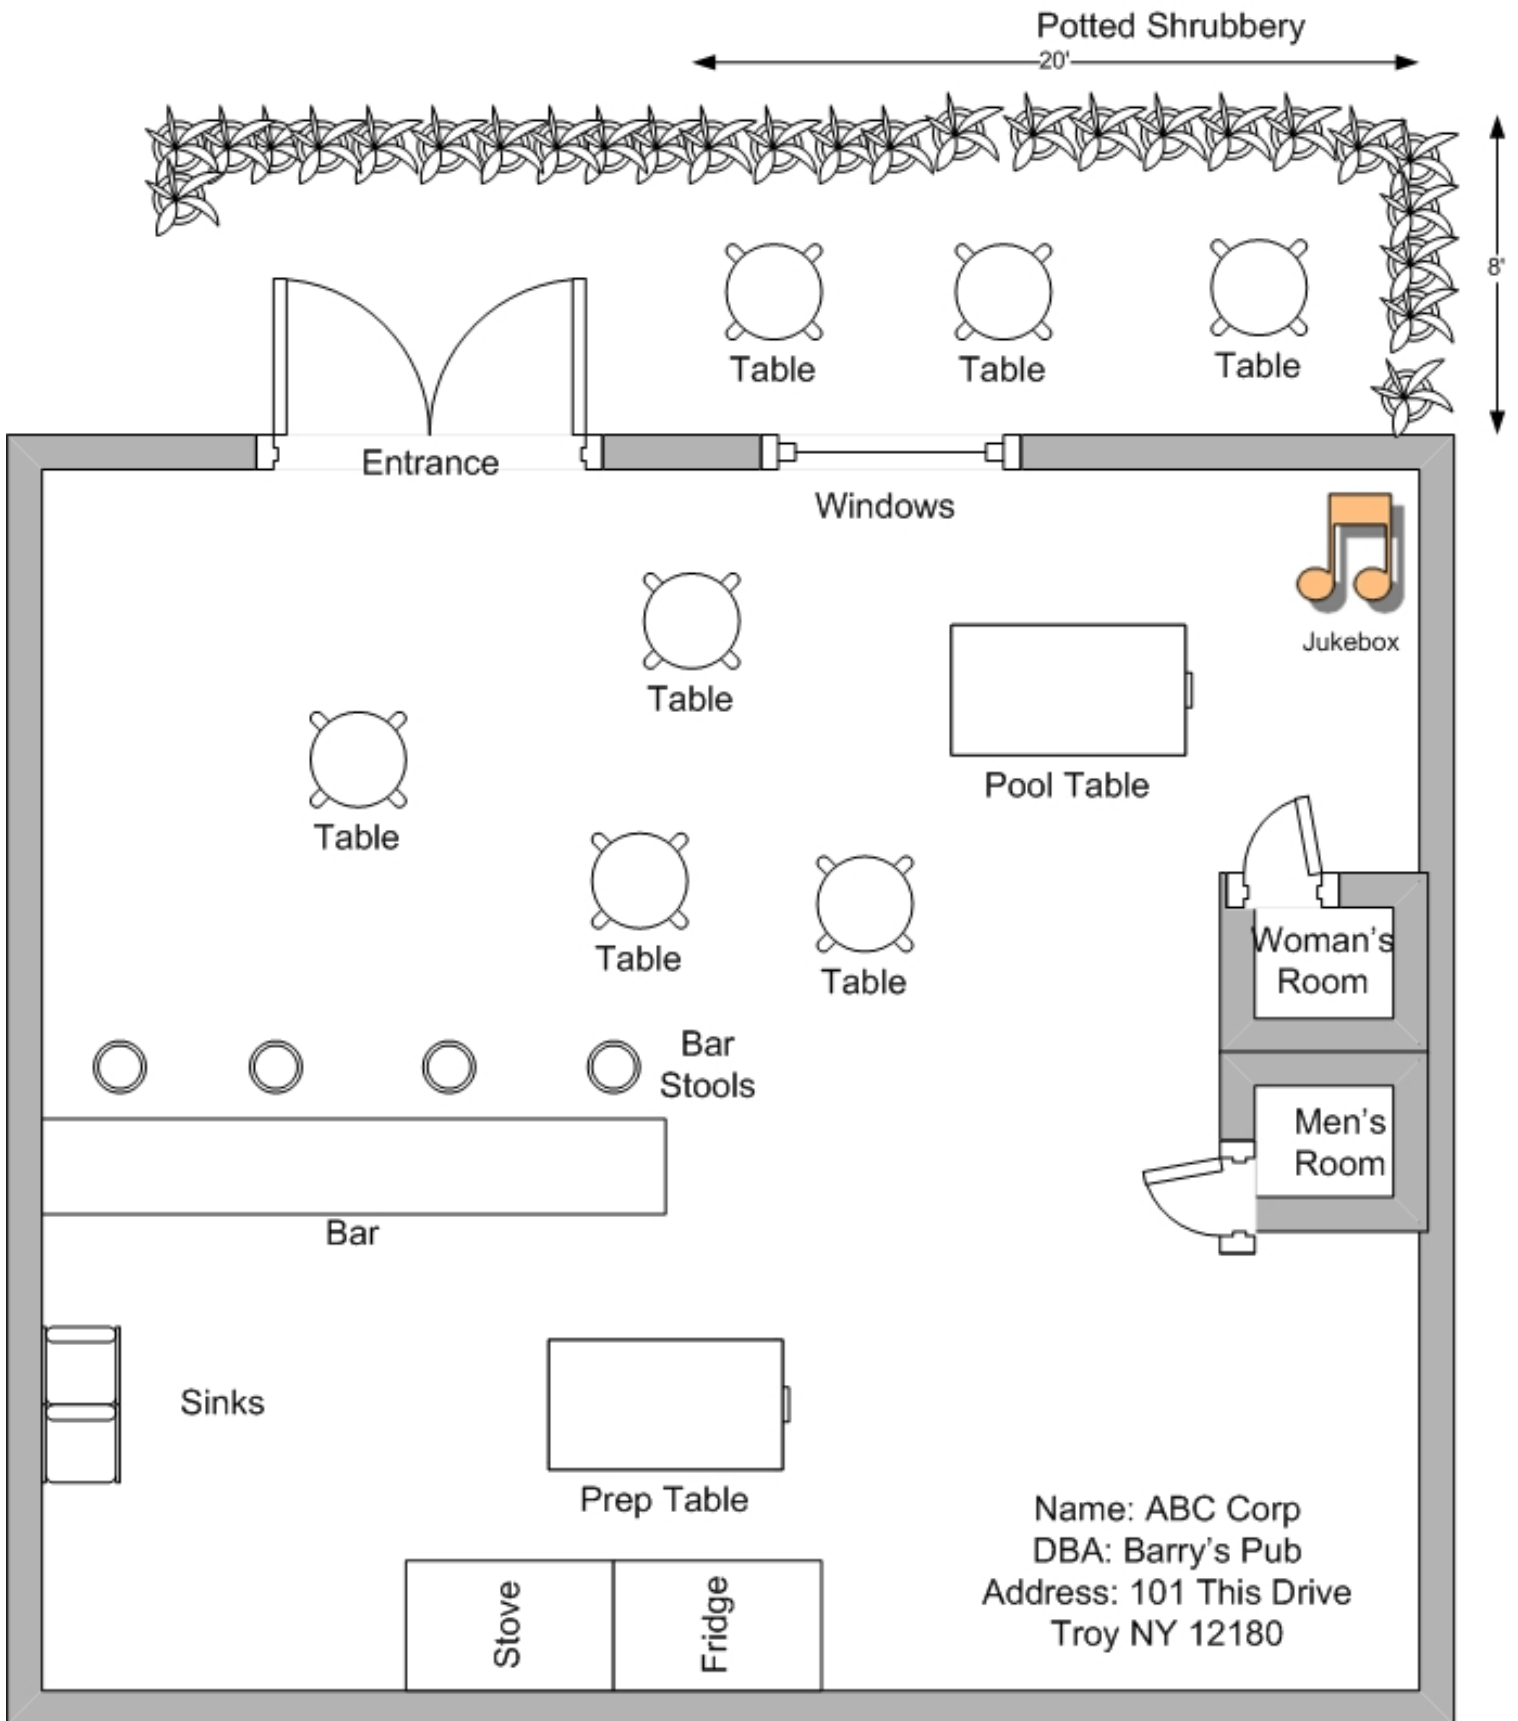 Potted Shrubbery
20'
8'
Table
Table
Table
Entrance
Windows
Jukebox
Table
Pool Table
Table
Table
Table
Woman's
Room
Bar
Stools
Men's
Room
Bar
Sinks
Prep Table
Stove
Fridge
Name: ABC Corp
DBA: Barry's Pub
Address: 101 This Drive
Troy NY 12180